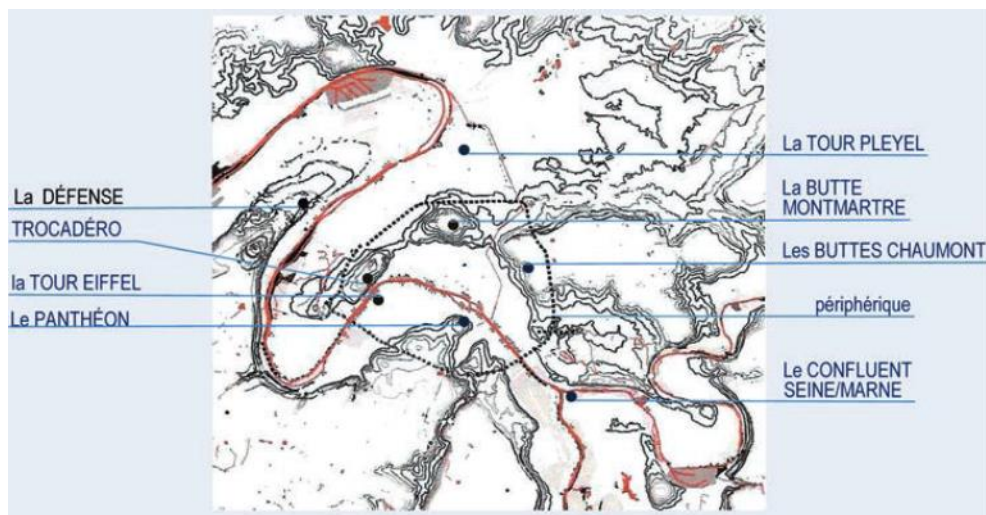 La DÉFENSE
TROCADÉRO
la TOUR EIFFEL
Le PANTHÉON
La TOUR PLEYEL
La BUTTE
MONTMARTRE
Les BUTTES CHAUMONT
périphérique
Le CONFLUENT
SEINE/MARNE